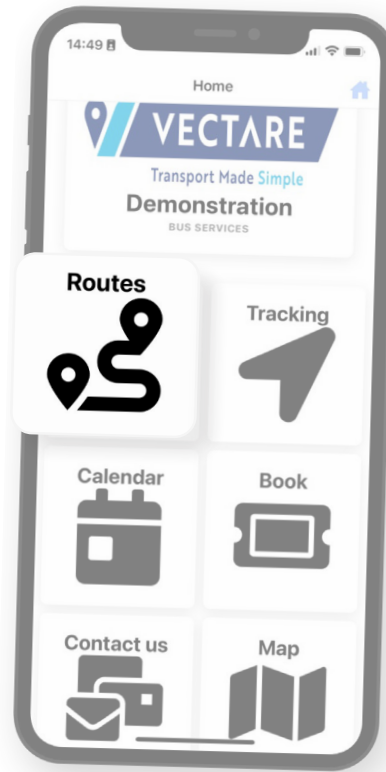 14:49
Home
VECTARE
Transport Made Simple
Demonstration
BUS SERVICES
Routes
Tracking
Calendar
Book
Contact us
Map